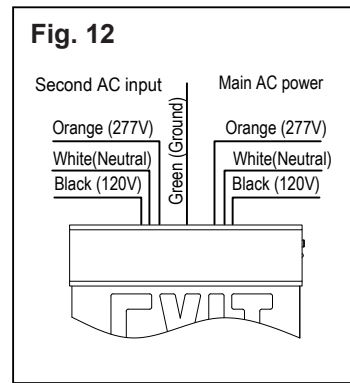 Fig. 12
Second AC input
Main AC power
Orange (277V)
White(Neutral)
Black (120V)
Green (Ground)
Orange (277V)
White(Neutral)
Black (120V)